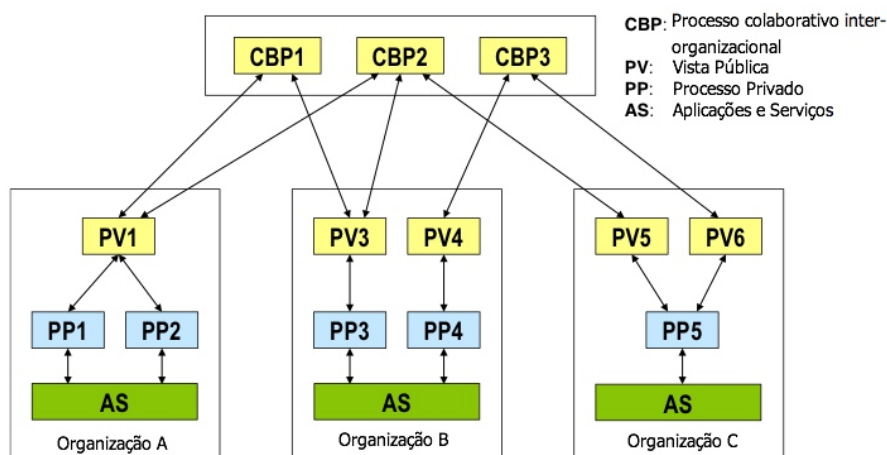 CBP1 CBP2 CBP3
CBP: Processo colaborativo inter-
organizacional
PV: Vista Pública
PP: Processo Privado
AS: Aplicações e Serviços
PV1
PP1 PP2
AS
Organização A
PV3 PV4
PP3 PP4
AS
Organização B
PV5 PV6
PP5
AS
Organização C